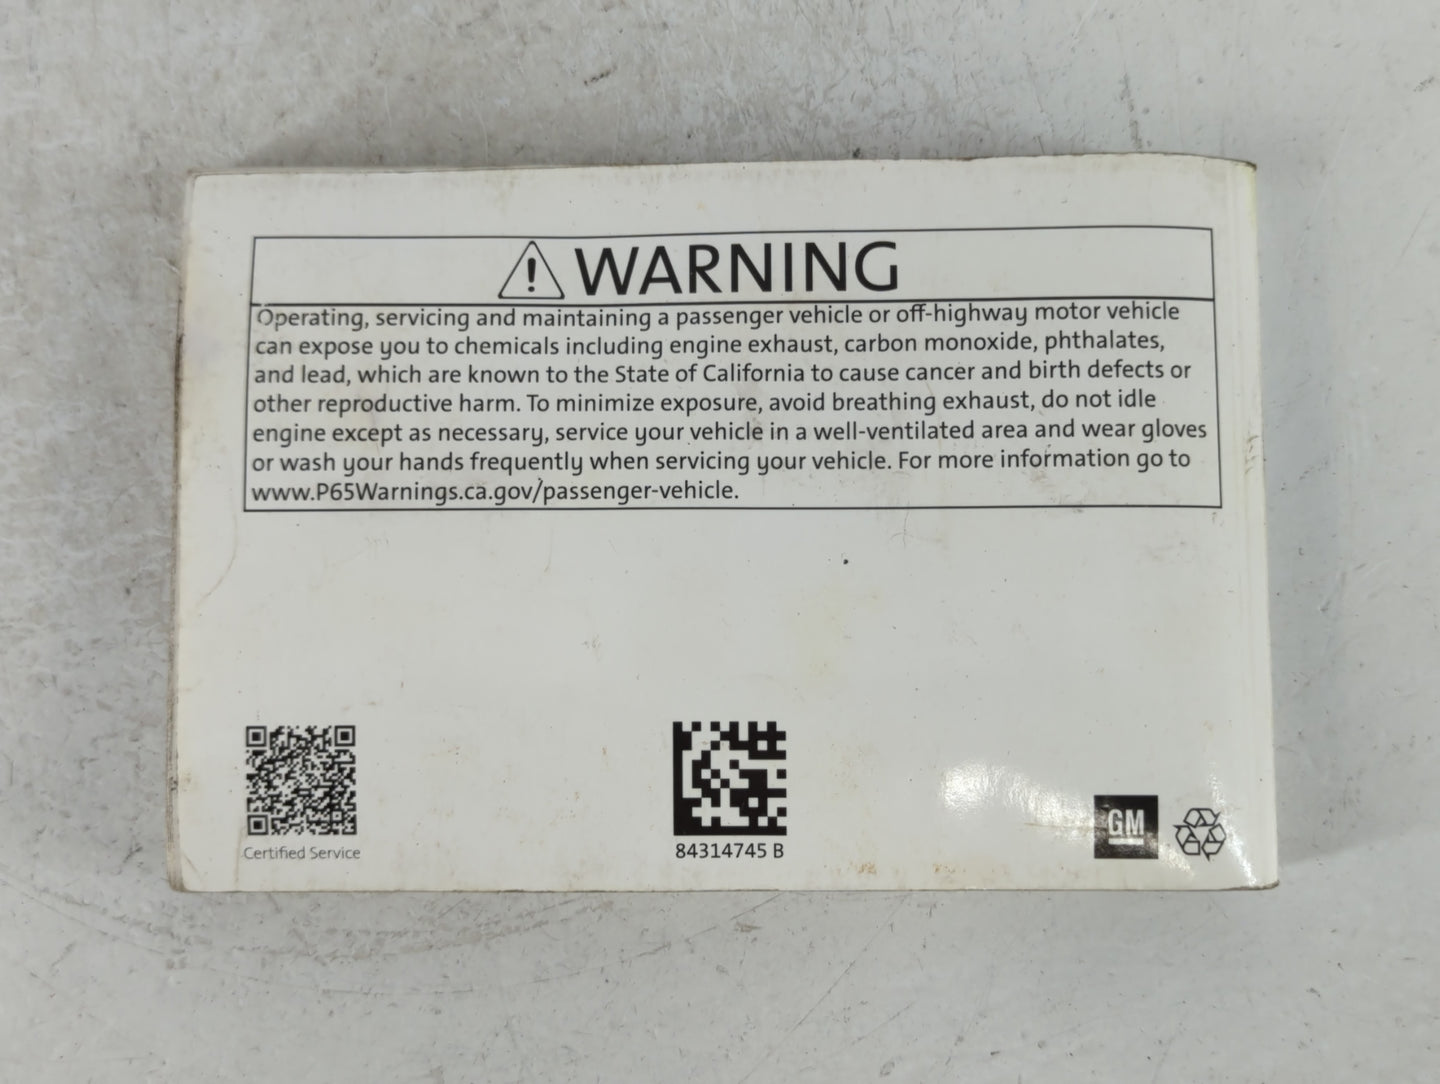 WARNING
Operating, servicing and maintaining a passenger vehicle or off-highway motor vehicle
can expose you to chemicals including engine exhaust, carbon monoxide, phthalates,
and lead, which are known to the State of California to cause cancer and birth defects or
other reproductive harm. To minimize exposure, avoid breathing exhaust, do not idle
engine except as necessary, service your vehicle in a well-ventilated area and wear gloves
or wash your hands frequently when servicing your vehicle. For more information go to
www.P65Warnings.ca.gov/passenger-vehicle.
Certified Service
84314745 B
GM